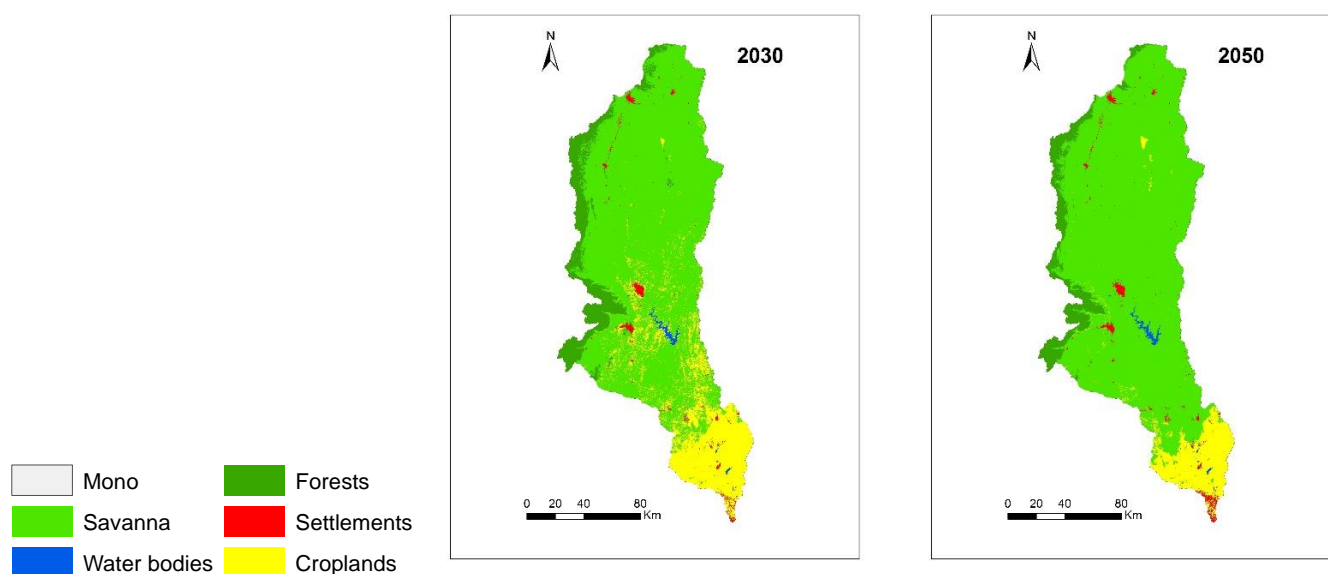 N
2030
0 20 40 80
Km
N
2050
0 20 40 80
Km
Mono
Forests
Savanna
Settlements
Water bodies
Croplands